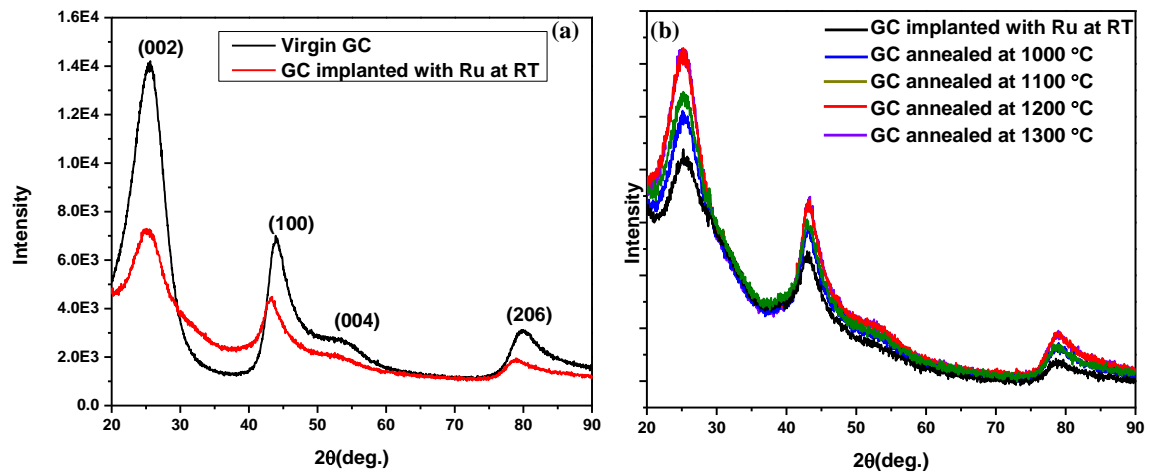 (a)
Virgin GC
GC implanted with Ru at RT
(002)
(100)
(004)
(206)
1.6E4
1.4E4
1.2E4
1.0E4
8.0E3
6.0E3
4.0E3
2.0E3
0.0
Intensity
20 30 40 50 60 70 80 90
2θ(deg.)
(b)
GC implanted with Ru at RT
GC annealed at 1000 °C
GC annealed at 1100 °C
GC annealed at 1200 °C
GC annealed at 1300 °C
Intensity
20 30 40 50 60 70 80 90
2θ(deg.)